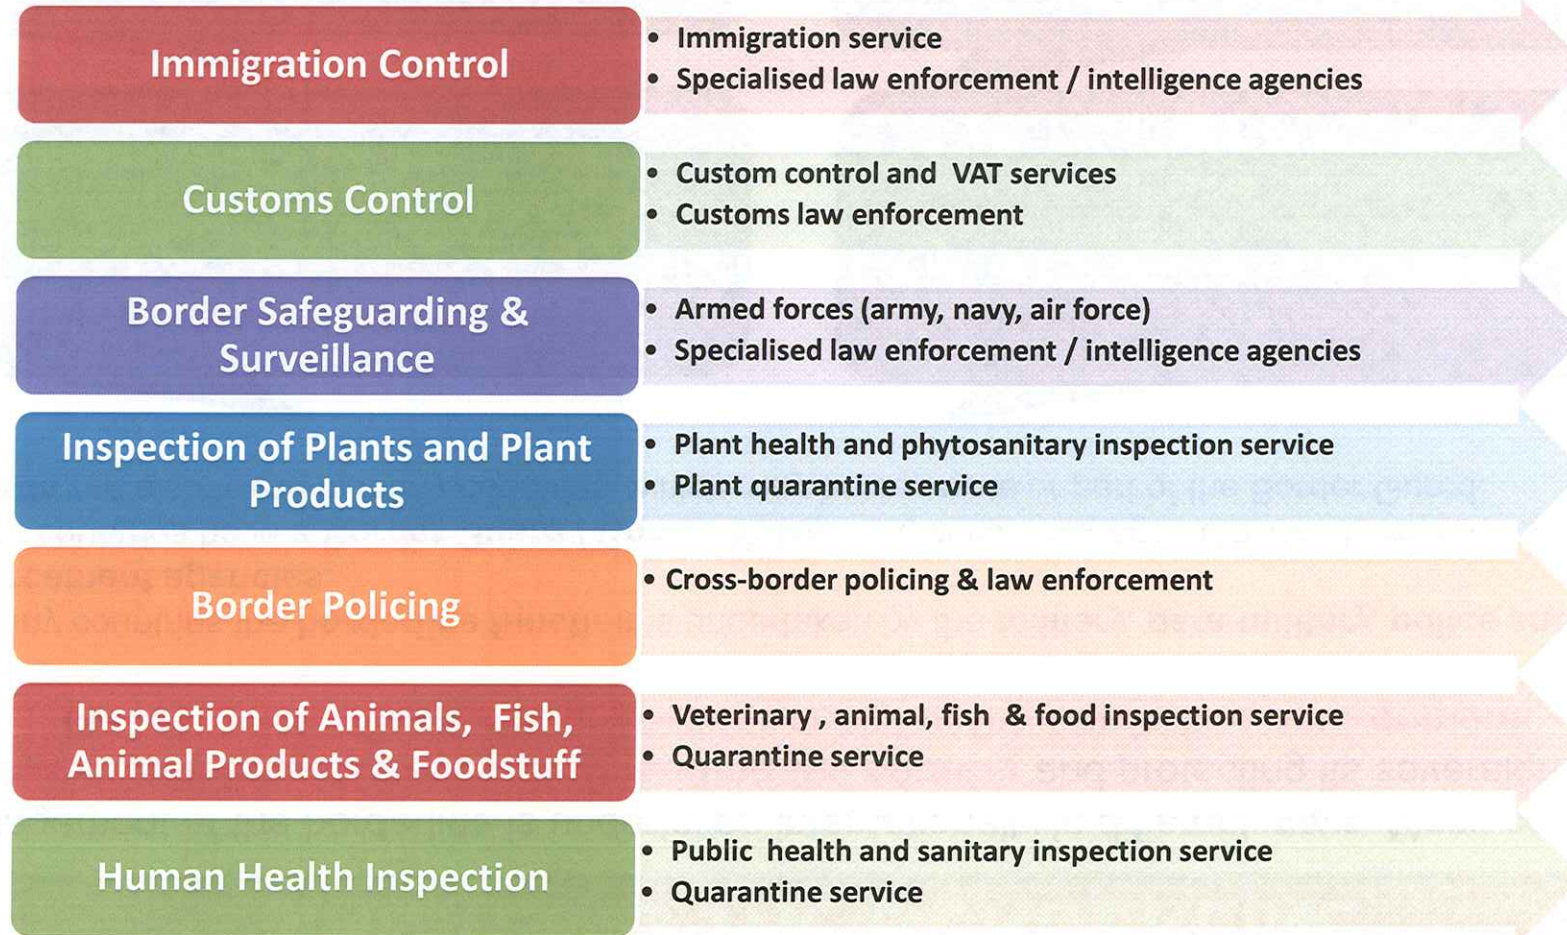 Immigration Control
• Immigration service
• Specialised law enforcement / intelligence agencies
Customs Control
• Custom control and VAT services
• Customs law enforcement
Border Safeguarding &
Surveillance
• Armed forces (army, navy, air force)
• Specialised law enforcement / intelligence agencies
Inspection of Plants and Plant
Products
• Plant health and phytosanitary inspection service
• Plant quarantine service
Border Policing
• Cross-border policing & law enforcement
Inspection of Animals, Fish,
Animal Products & Foodstuff
• Veterinary , animal, fish & food inspection service
• Quarantine service
Human Health Inspection
• Public health and sanitary inspection service
• Quarantine service